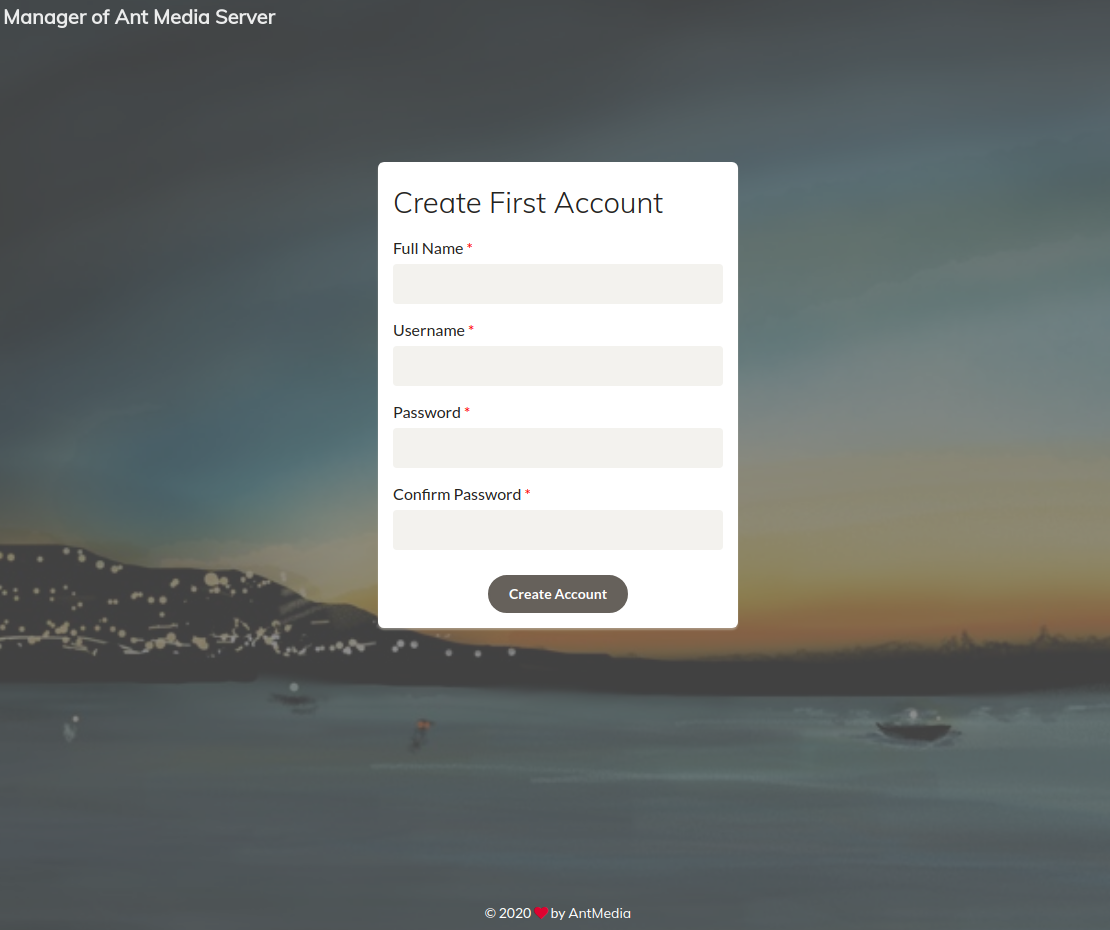 Manager of Ant Media Server
Create First Account
Full Name *
Username *
Password *
Confirm Password *
Create Account
© 2020 ❤ by AntMedia